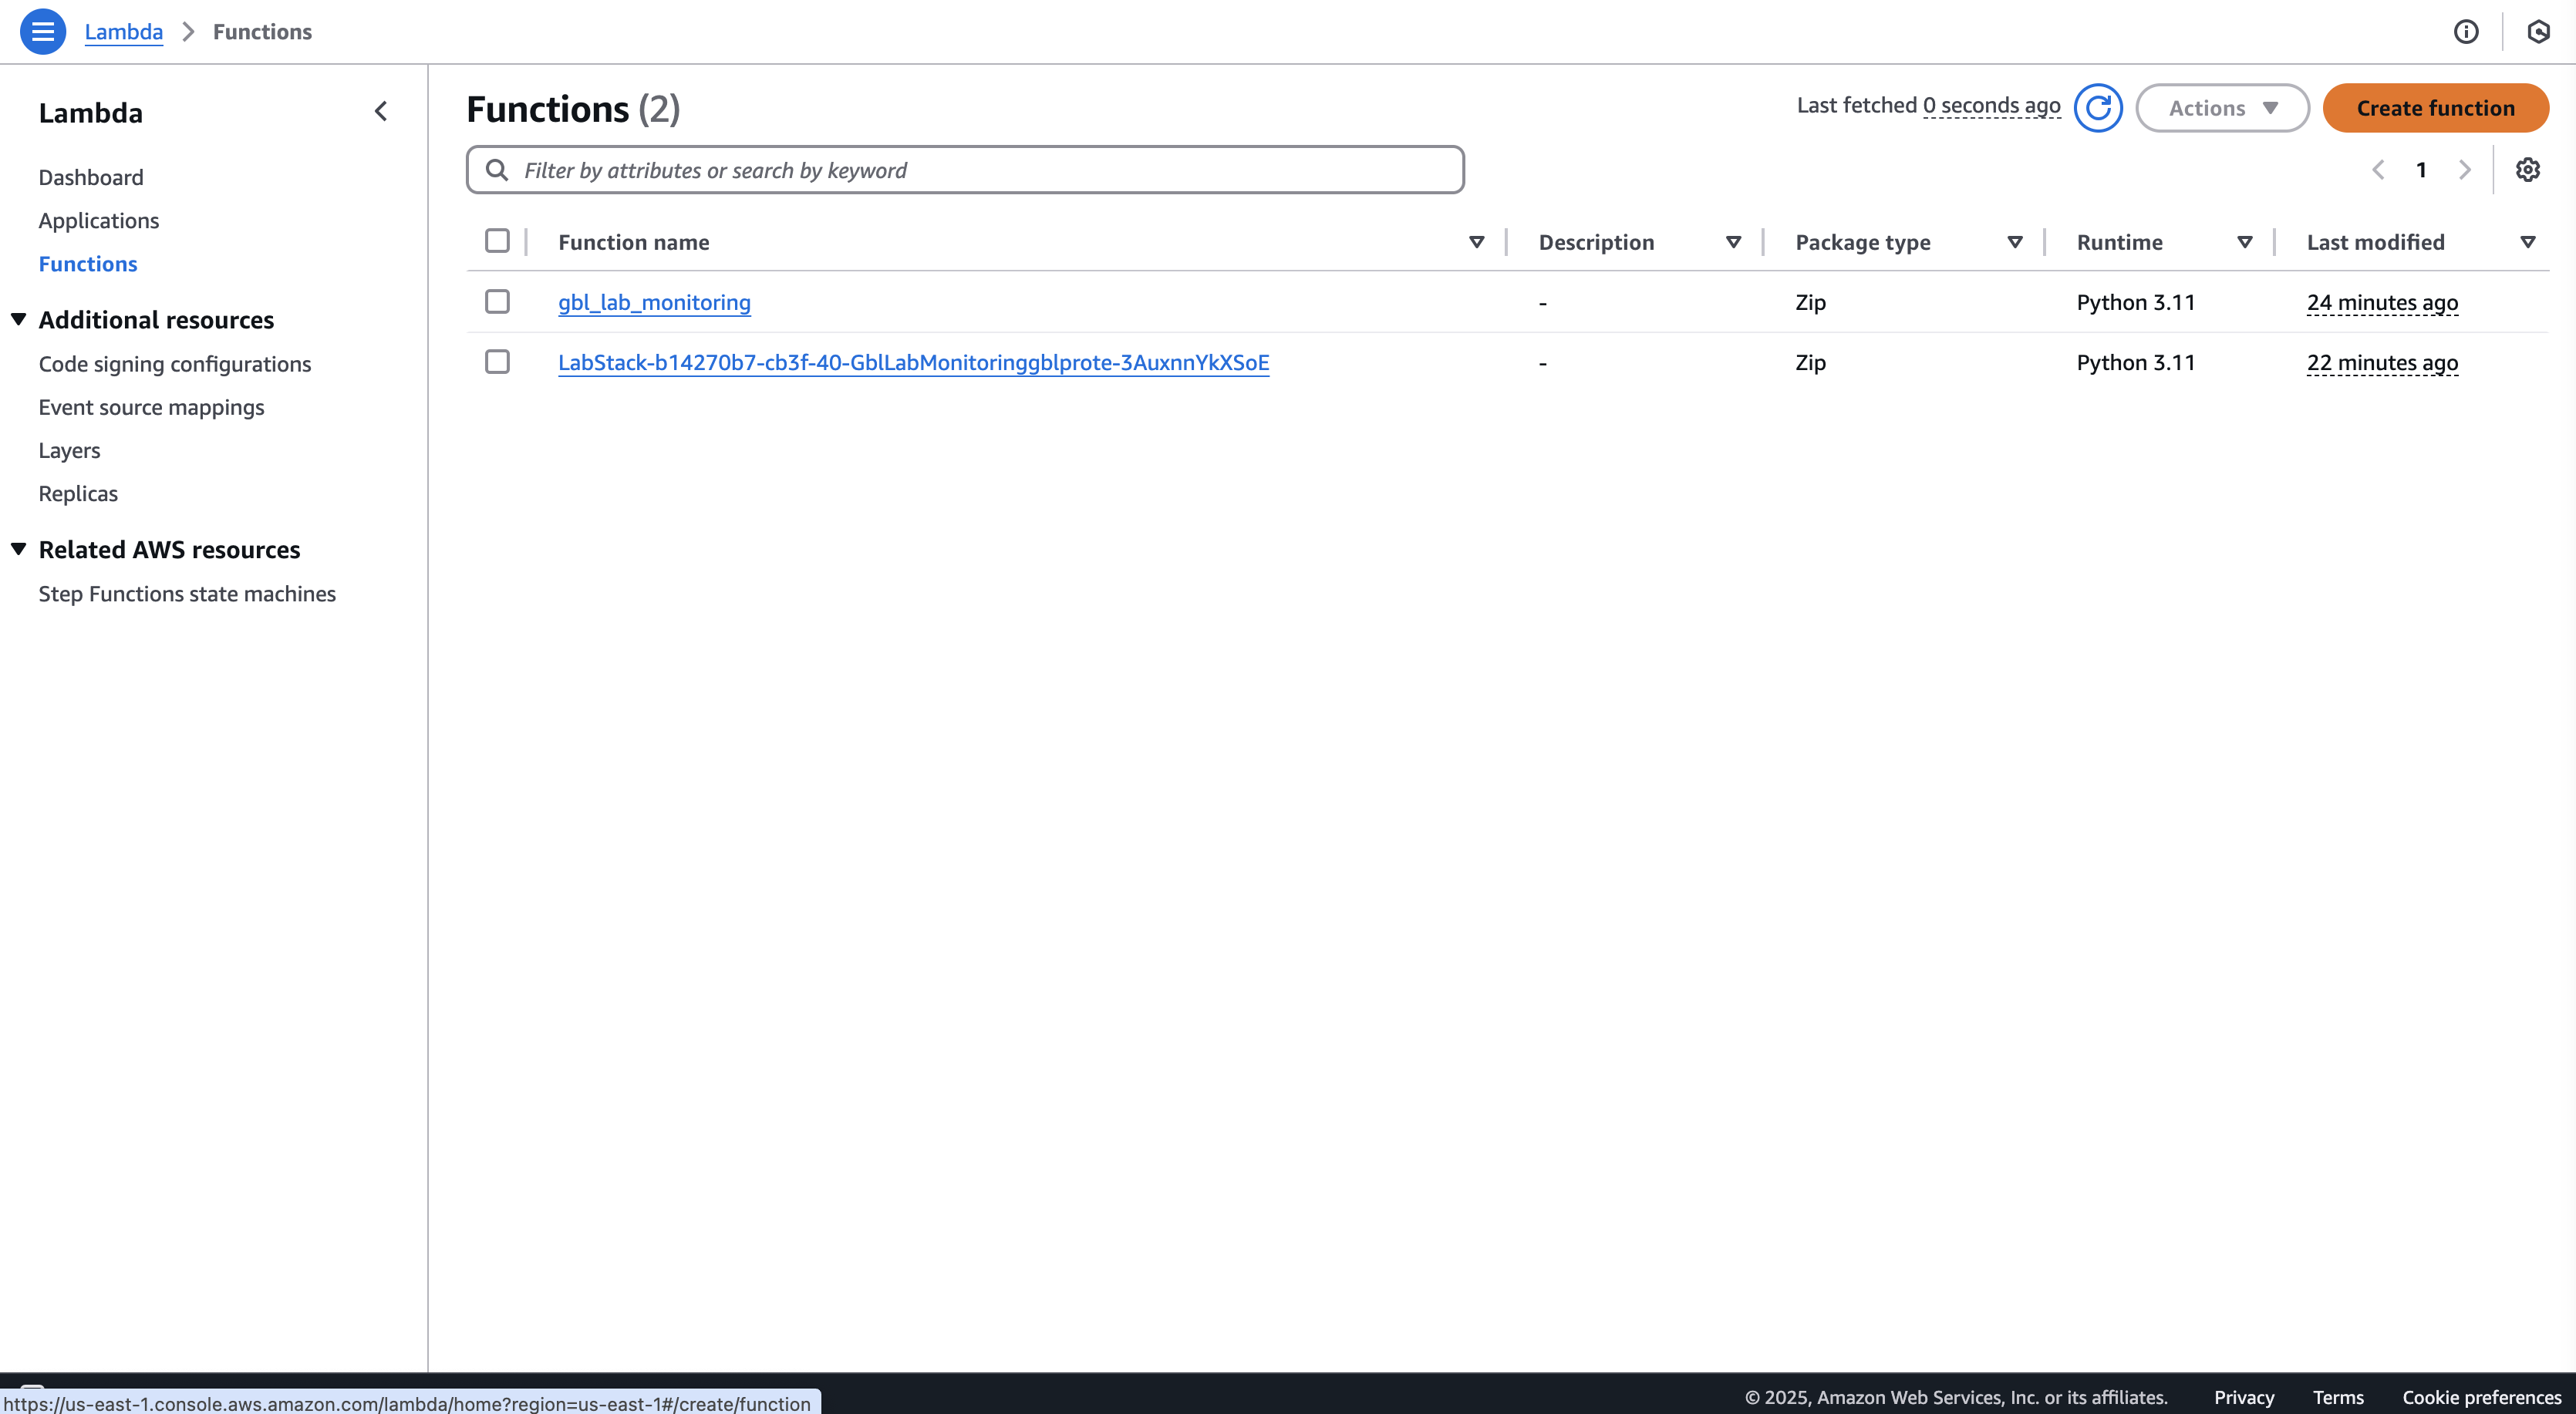 Lambda > Functions
Lambda
Dashboard
Applications
Functions
Additional resources
Code signing configurations
Event source mappings
Layers
Replicas
Related AWS resources
Step Functions state machines
Functions (2)
Last fetched 0 seconds ago
Actions
Create function
Filter by attributes or search by keyword
1
Function name Description Package type Runtime Last modified
gbl_lab_monitoring - Zip Python 3.11 24 minutes ago
LabStack-b14270b7-cb3f-40-GblLabMonitoringgblprote-3AuxnnYkXSoE - Zip Python 3.11 22 minutes ago
https://us-east-1.console.aws.amazon.com/lambda/home?region=us-east-1#/create/function
© 2025, Amazon Web Services, Inc. or its affiliates. Privacy Terms Cookie preferences